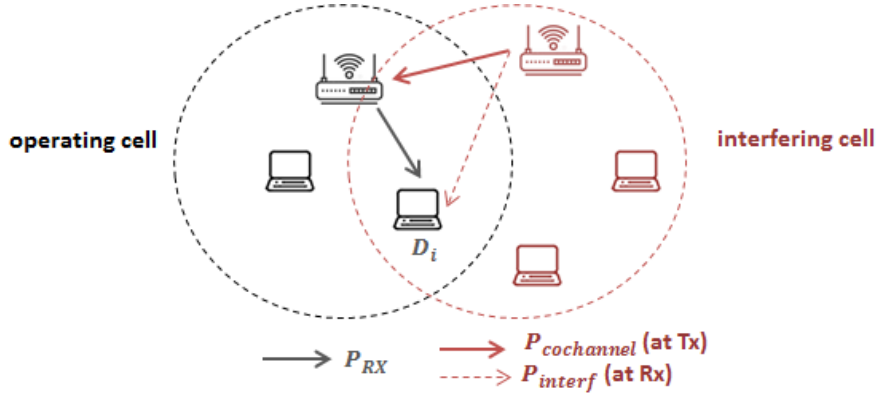 operating cell
interfering cell
D_i
P_RX
P_cochannel (at Tx)
P_interf (at Rx)